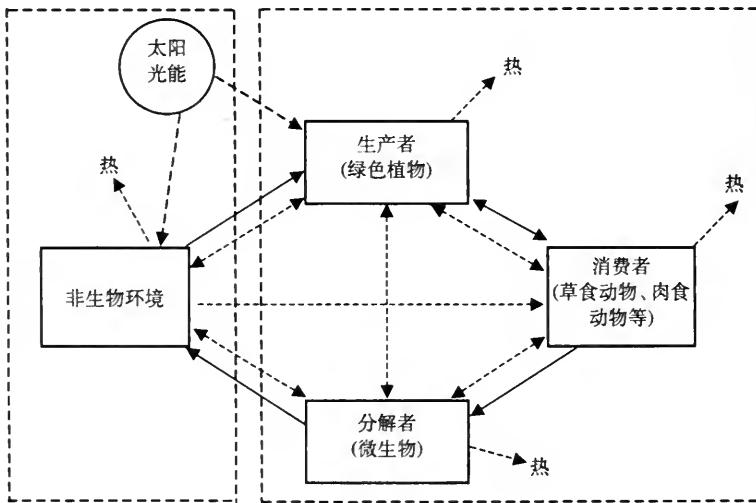 太阳
光能
热
生产者
(绿色植物)
热
热
非生物环境
消费者
(草食动物、肉食
动物等)
分解者
(微生物)
热